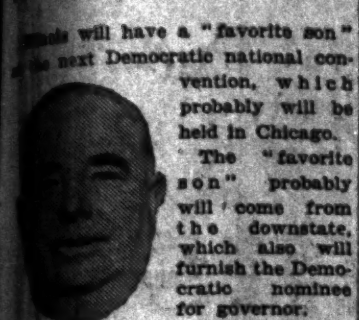 will have a "favorite son"
next Democratic national con-
vention, which
probably will be
held in Chicago.
The "favorite
son" probably
will come from
the downstate,
which also will
furnish the Demo-
cratic nominee
for governor.